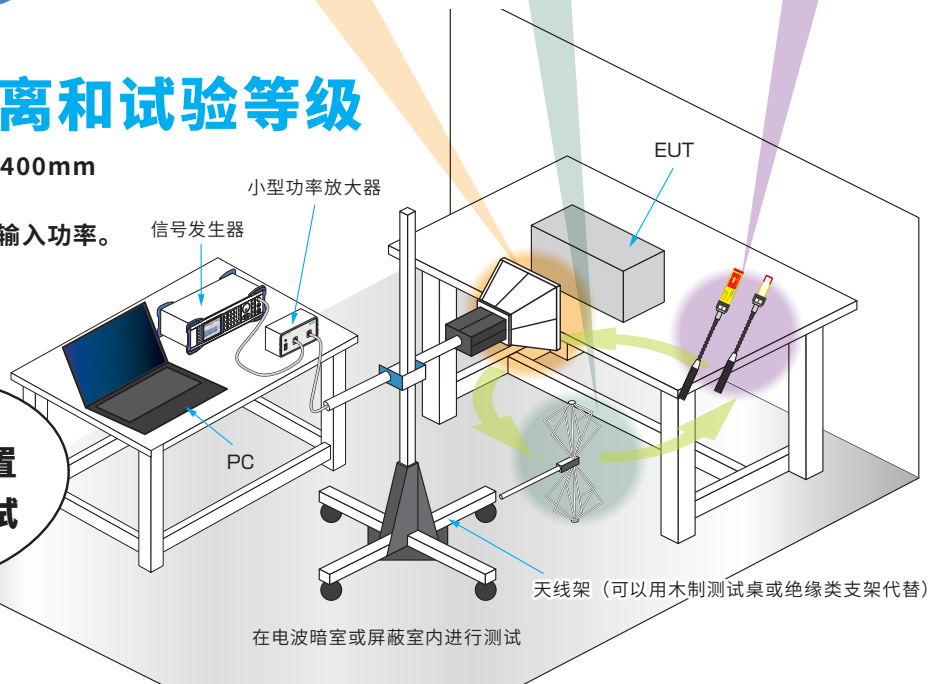 离和试验等级
400mm
输入功率。
小型功率放大器
信号发生器
EUT
PC
置
试
天线架（可以用木制测试桌或绝缘类支架代替）
在电波暗室或屏蔽室内进行测试